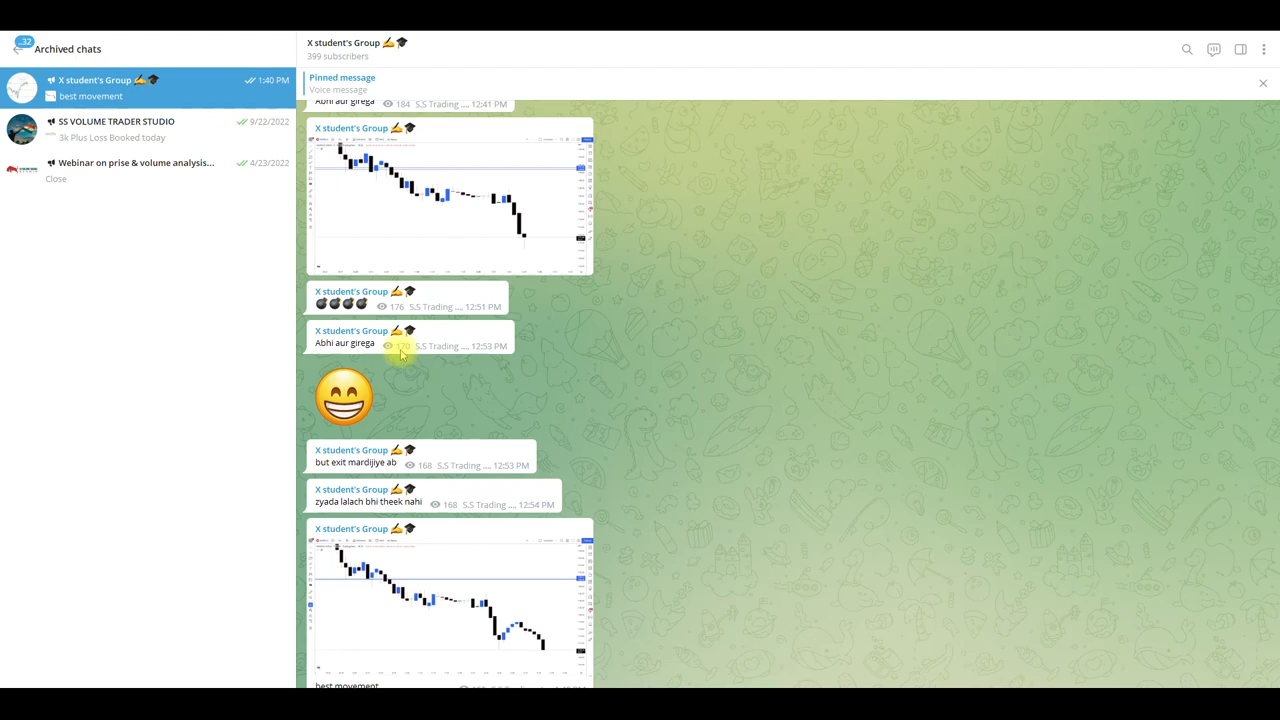 ..32
Archived chats
X student's Group ✍️🎓
1:40 PM
best movement
SS VOLUME TRADER STUDIO
9/22/2022
3k Plus Loss Booked today
Webinar on prise & volume analysis...
4/23/2022
Close
X student's Group ✍️🎓
399 subscribers
Pinned message
Voice message
Abhi aur girega 184 S.S Trading ..., 12:41 PM
X student's Group ✍️🎓
X student's Group ✍️🎓
💣💣💣💣 176 S.S Trading ..., 12:51 PM
X student's Group ✍️🎓
Abhi aur girega 170 S.S Trading ..., 12:53 PM
X student's Group ✍️🎓
but exit mardijiye ab 168 S.S Trading ..., 12:53 PM
X student's Group ✍️🎓
zyada lalach bhi theek nahi 168 S.S Trading ..., 12:54 PM
X student's Group ✍️🎓
best movement